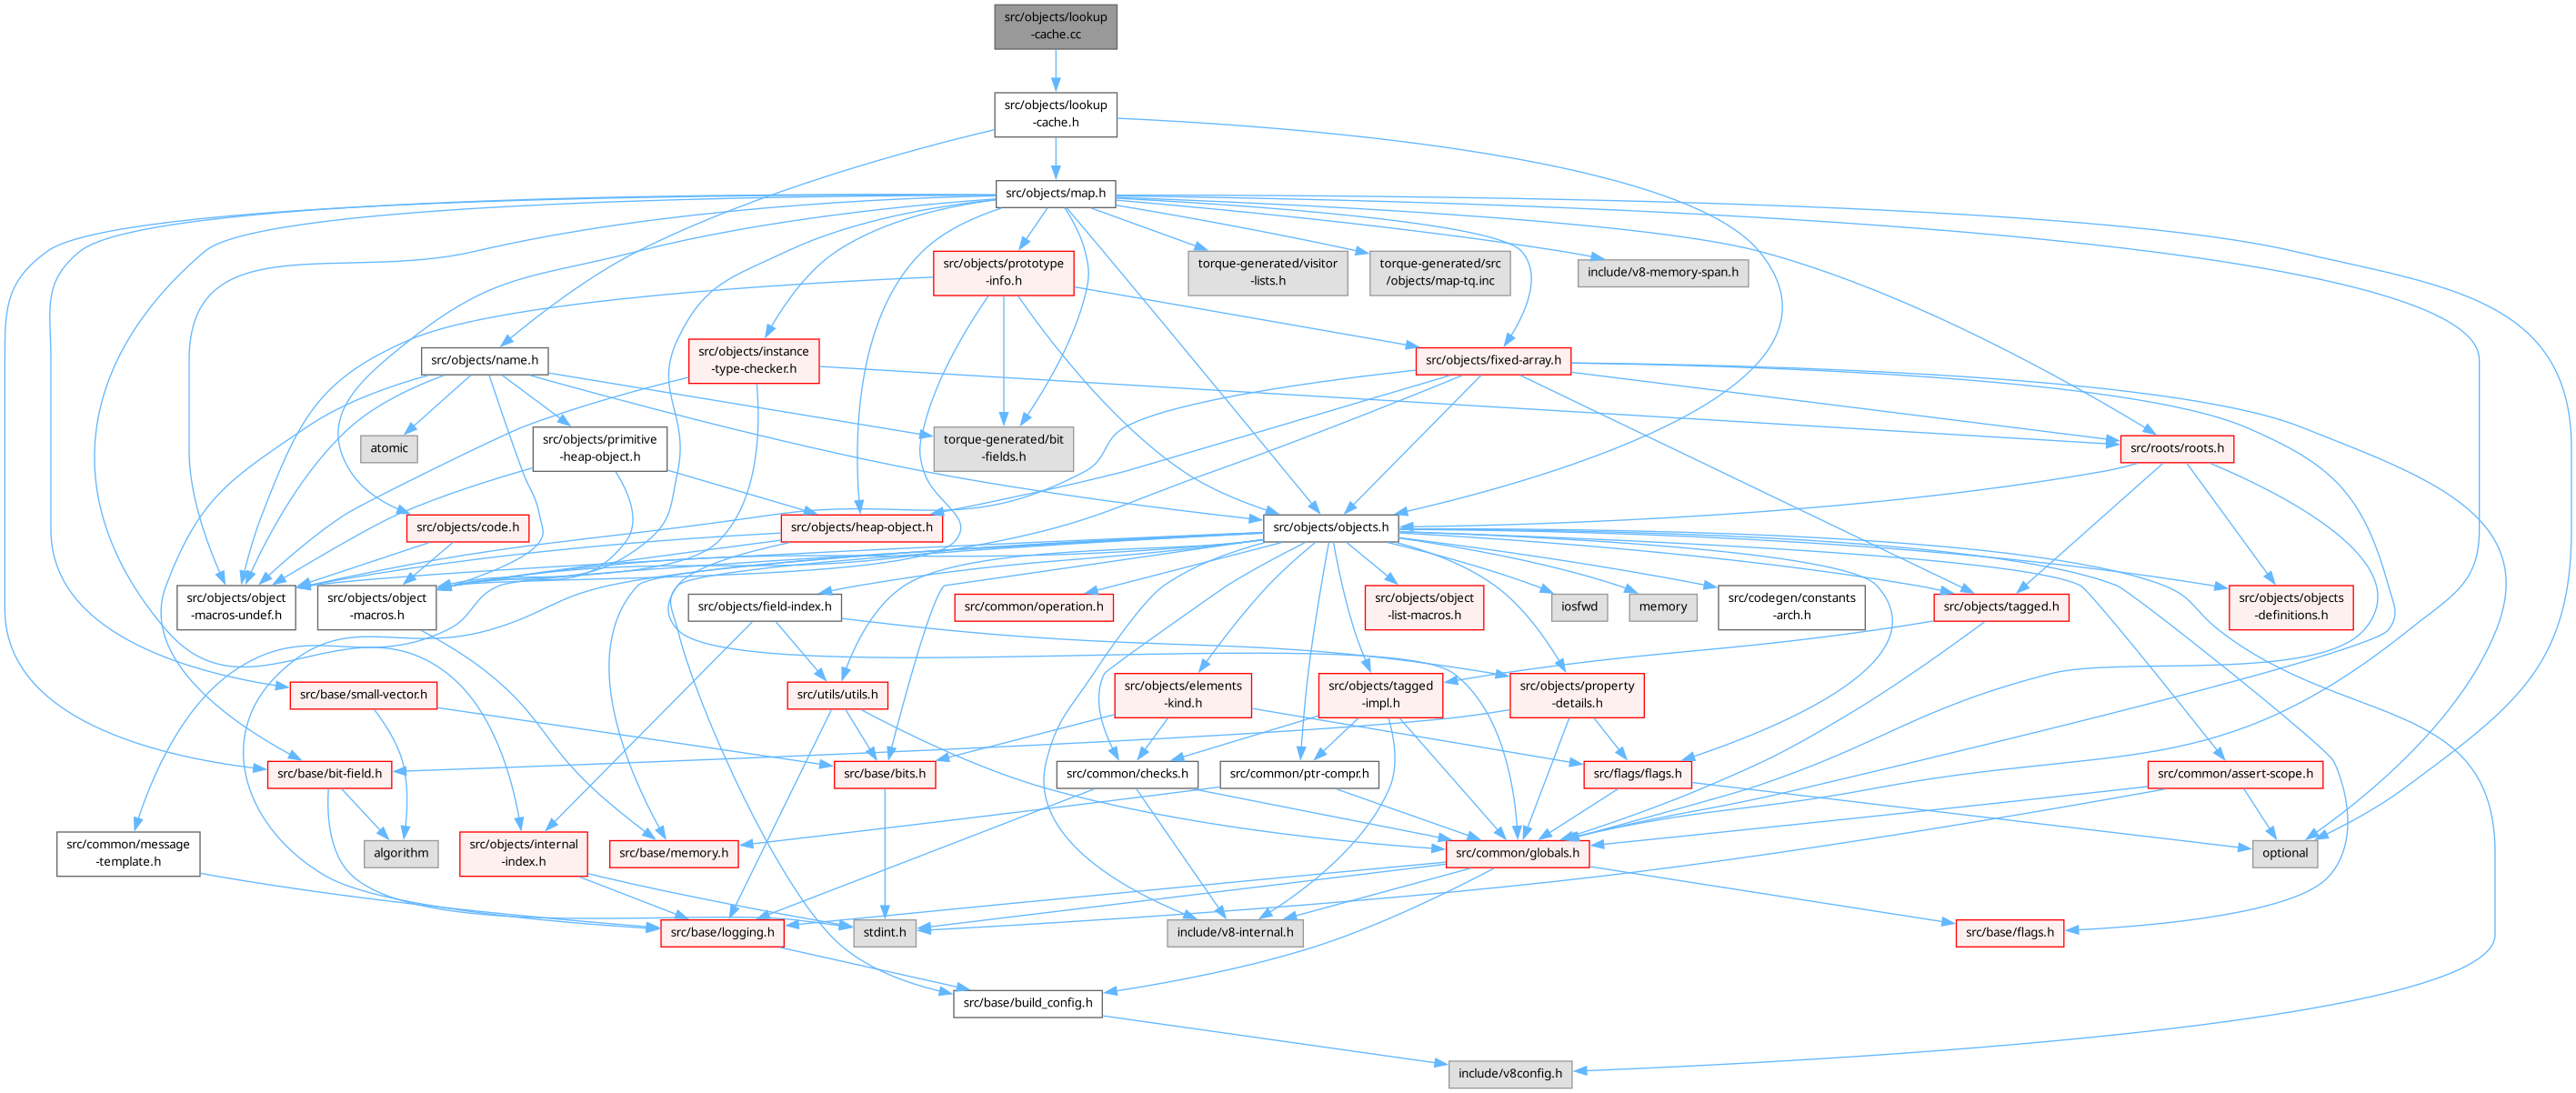 src/objects/lookup
-cache.cc
src/objects/lookup
-cache.h
src/objects/map.h
src/objects/prototype
-info.h
torque-generated/visitor
-lists.h
torque-generated/src
/objects/map-tq.inc
include/v8-memory-span.h
src/objects/name.h
src/objects/instance
-type-checker.h
src/objects/fixed-array.h
atomic
src/objects/primitive
-heap-object.h
torque-generated/bit
-fields.h
src/roots/roots.h
src/objects/code.h
src/objects/heap-object.h
src/objects/objects.h
src/objects/object
-macros-undef.h
src/objects/object
-macros.h
src/objects/field-index.h
src/common/operation.h
src/objects/object
-list-macros.h
iosfwd
memory
src/codegen/constants
-arch.h
src/objects/tagged.h
src/objects/objects
-definitions.h
src/base/small-vector.h
src/utils/utils.h
src/objects/elements
-kind.h
src/objects/tagged
-impl.h
src/objects/property
-details.h
src/base/bit-field.h
src/base/bits.h
src/common/checks.h
src/common/ptr-compr.h
src/flags/flags.h
src/common/assert-scope.h
src/common/message
-template.h
algorithm
src/objects/internal
-index.h
src/base/memory.h
src/common/globals.h
optional
src/base/logging.h
stdint.h
include/v8-internal.h
src/base/flags.h
src/base/build_config.h
include/v8config.h